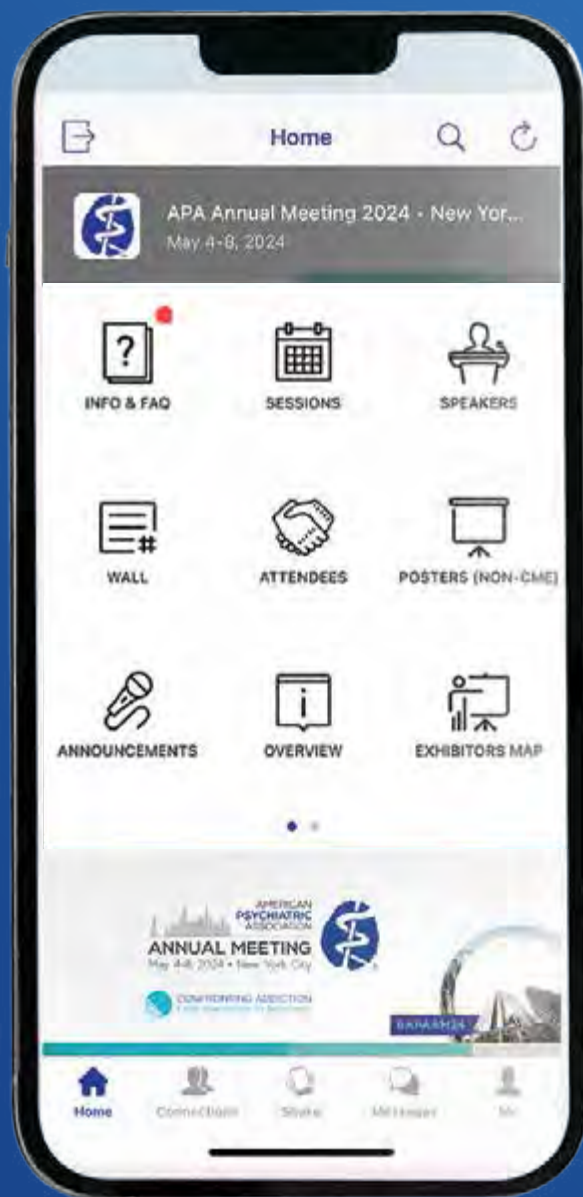 Home
APA Annual Meeting 2024 - New Yor...
May 4-8, 2024
?
INFO & FAQ
SESSIONS
SPEAKERS
#
WALL
ATTENDEES
POSTERS (NON-CME)
ANNOUNCEMENTS
i
OVERVIEW
EXHIBITORS MAP
AMERICAN
PSYCHIATRIC
ASSOCIATION
ANNUAL MEETING
May 4-8, 2024 • New York City
CONFRONTING ADDICTION
Home
Connections
Shake
Messages
Me